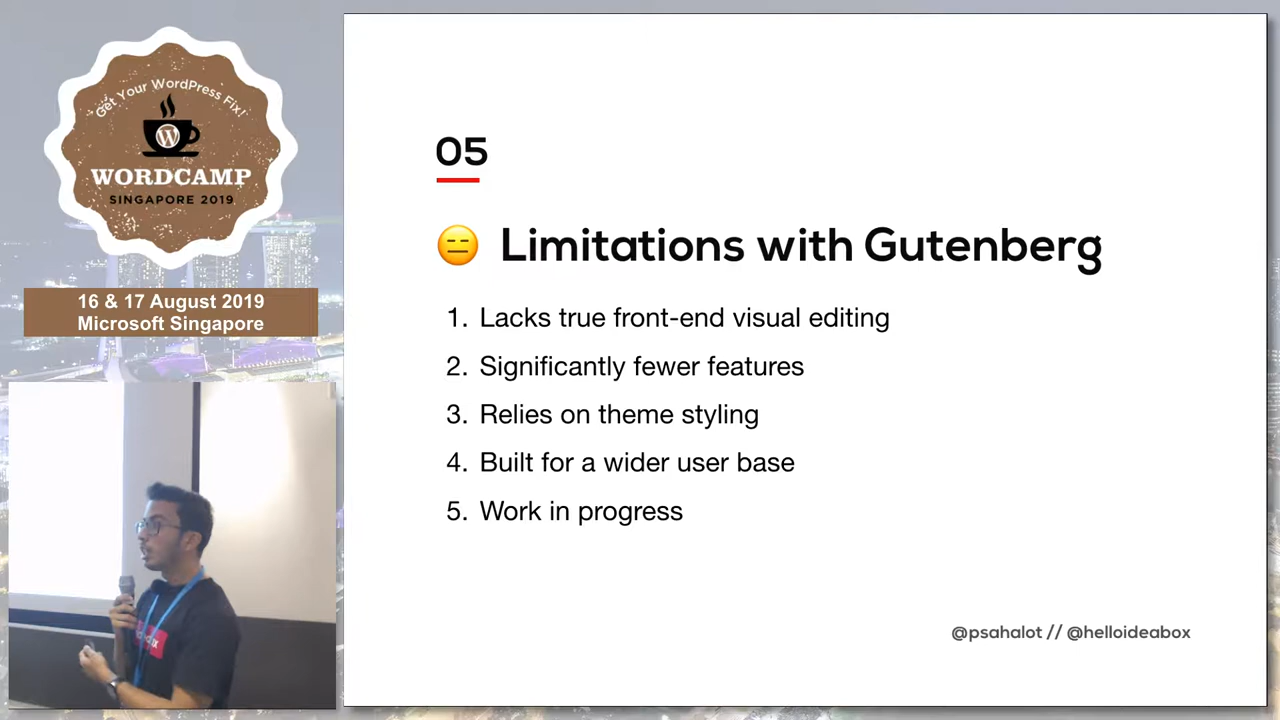 Get Your WordPress Fix!
WORDCAMP
SINGAPORE 2019
16 & 17 August 2019
Microsoft Singapore
05
😑 Limitations with Gutenberg
1. Lacks true front-end visual editing
2. Significantly fewer features
3. Relies on theme styling
4. Built for a wider user base
5. Work in progress
@psahalot // @helloideabox